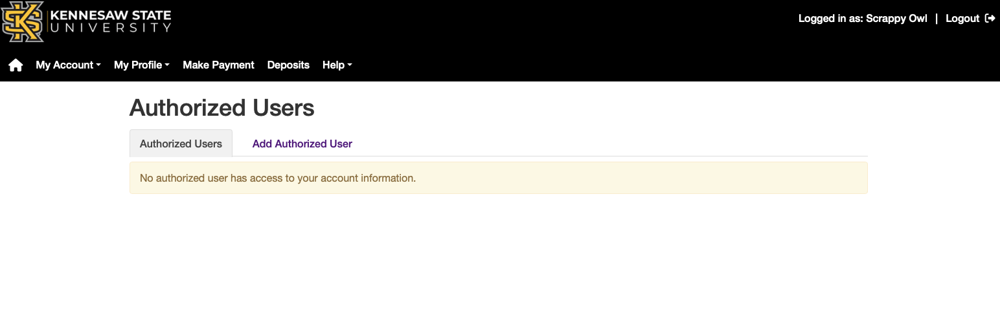 KENNESAW STATE
UNIVERSITY
Logged in as: Scrappy Owl | Logout
My Account My Profile Make Payment Deposits Help
Authorized Users
Authorized Users Add Authorized User
No authorized user has access to your account information.